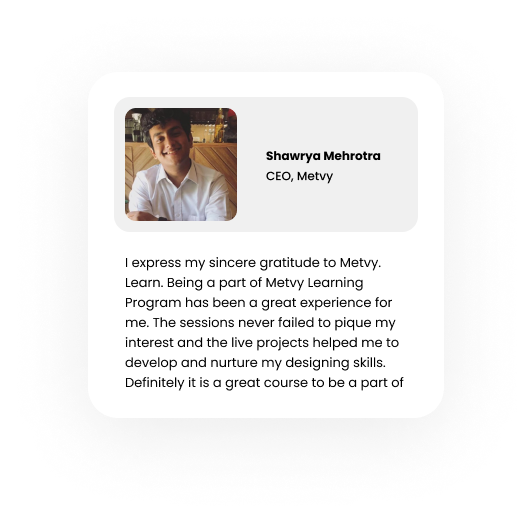 Shawrya Mehrotra
CEO, Metvy
I express my sincere gratitude to Metvy.
Learn. Being a part of Metvy Learning
Program has been a great experience for
me. The sessions never failed to pique my
interest and the live projects helped me to
develop and nurture my designing skills.
Definitely it is a great course to be a part of